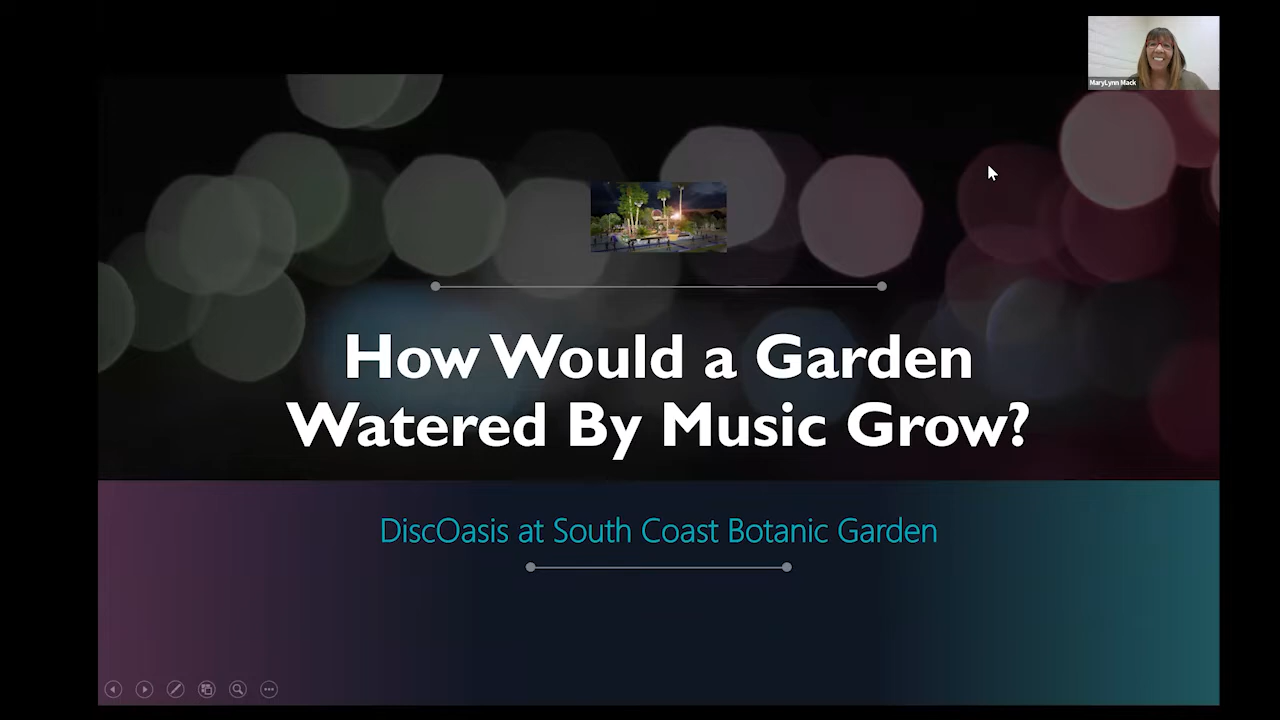 MaryLynn Mack
How Would a Garden
Watered By Music Grow?
DiscOasis at South Coast Botanic Garden